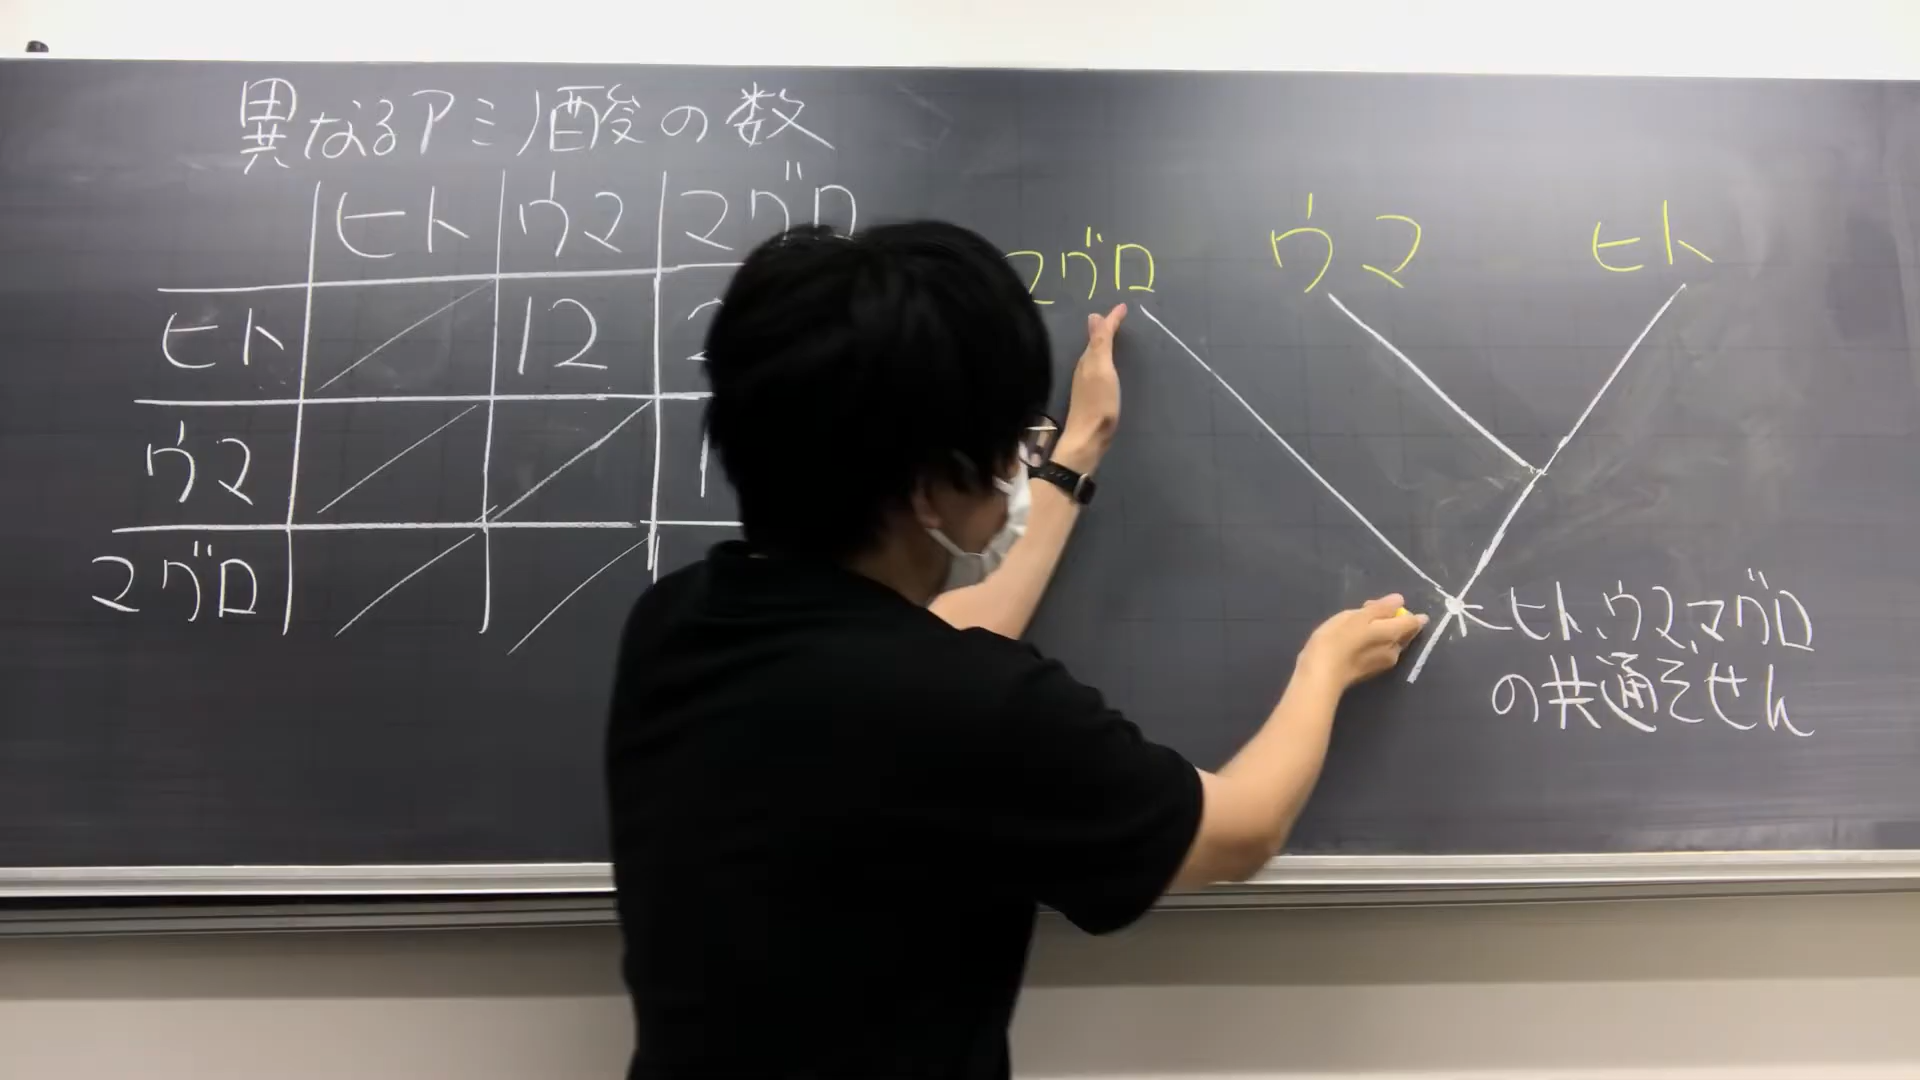 異なるアミノ酸の数
ヒト ウマ マグロ
ヒト 12
ウマ
マグロ
マグロ ウマ ヒト
ヒト、ウマ、マグロ
の共通そせん